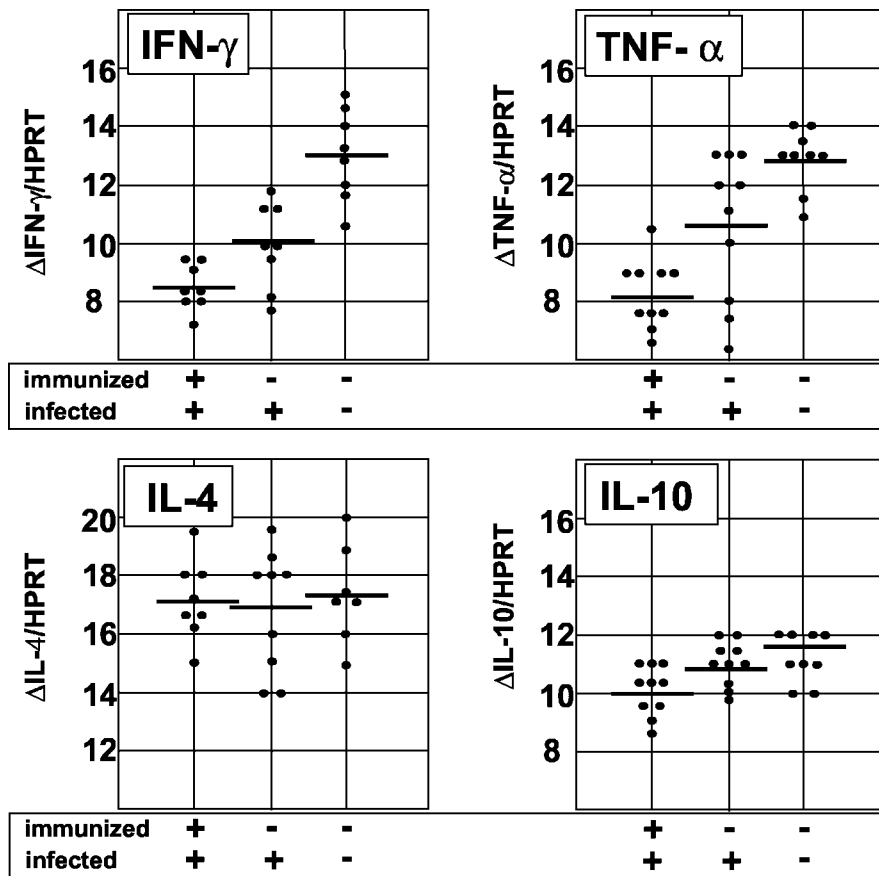 IFN-γ
ΔIFN-γ/HPRT
16
14
12
10
8
TNF- α
ΔTNF-α/HPRT
16
14
12
10
8
immunized + - - + - -
infected + + - + + -
IL-4
ΔIL-4/HPRT
20
18
16
14
12
IL-10
ΔIL-10/HPRT
16
14
12
10
8
immunized + - - + - -
infected + + - + + -